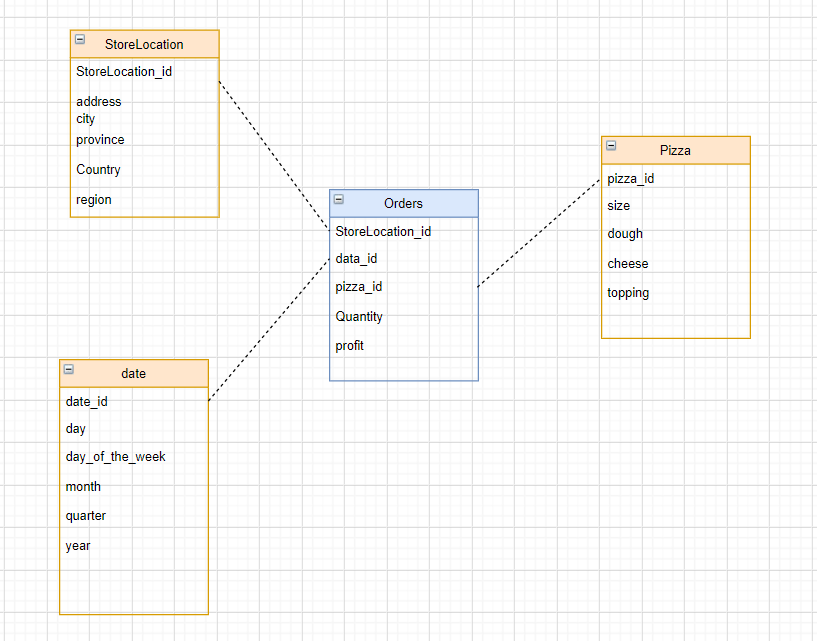 StoreLocation
StoreLocation_id
address
city
province
Country
region
Orders
StoreLocation_id
data_id
pizza_id
Quantity
profit
Pizza
pizza_id
size
dough
cheese
topping
date
date_id
day
day_of_the_week
month
quarter
year